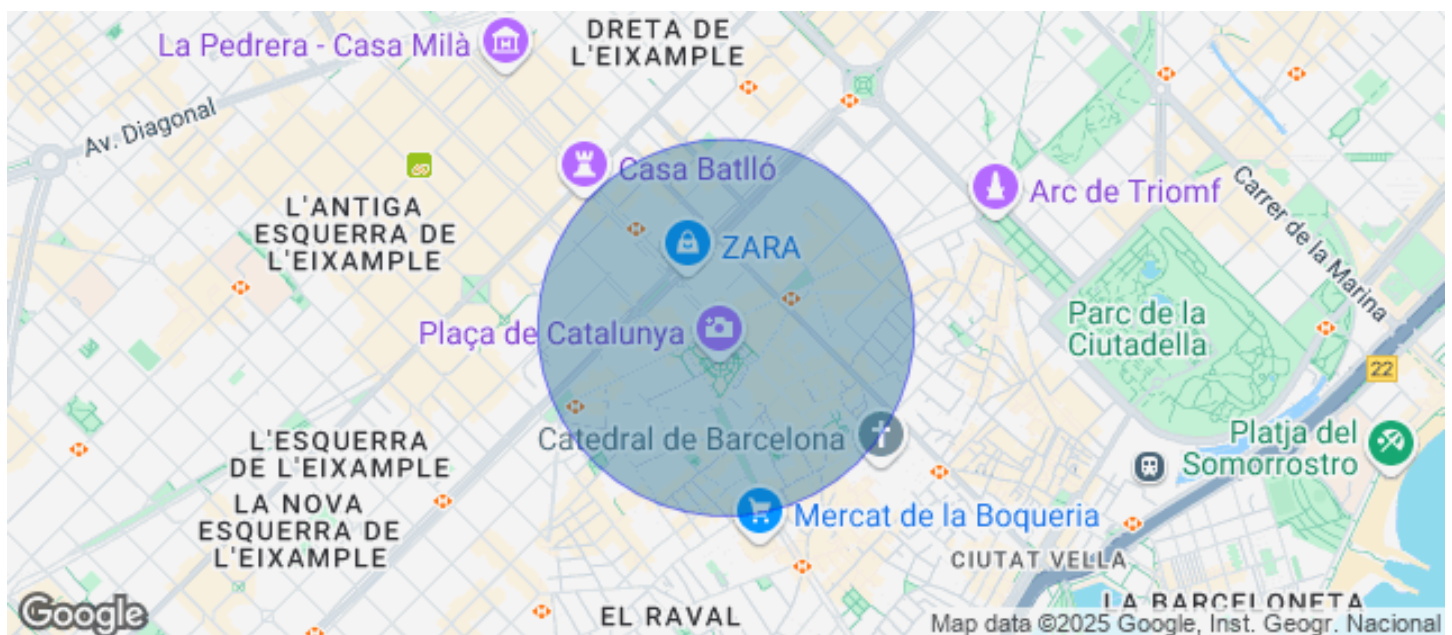 La Pedrera - Casa Milà
DRETA DE
L'EIXAMPLE
Av. Diagonal
Casa Batlló
Arc de Triomf
Carrer de la Marina
L'ANTIGA
ESQUERRA DE
L'EIXAMPLE
ZARA
Plaça de Catalunya
Parc de la
Ciutadella
22
L'ESQUERRA
DE L'EIXAMPLE
Catedral de Barcelona
Platja del
Somorrostro
LA NOVA
ESQUERRA DE
L'EIXAMPLE
Mercat de la Boqueria
CIUTAT VELLA
EL RAVAL
LA BARCELONETA
Google
Map data ©2025 Google, Inst. Geogr. Nacional